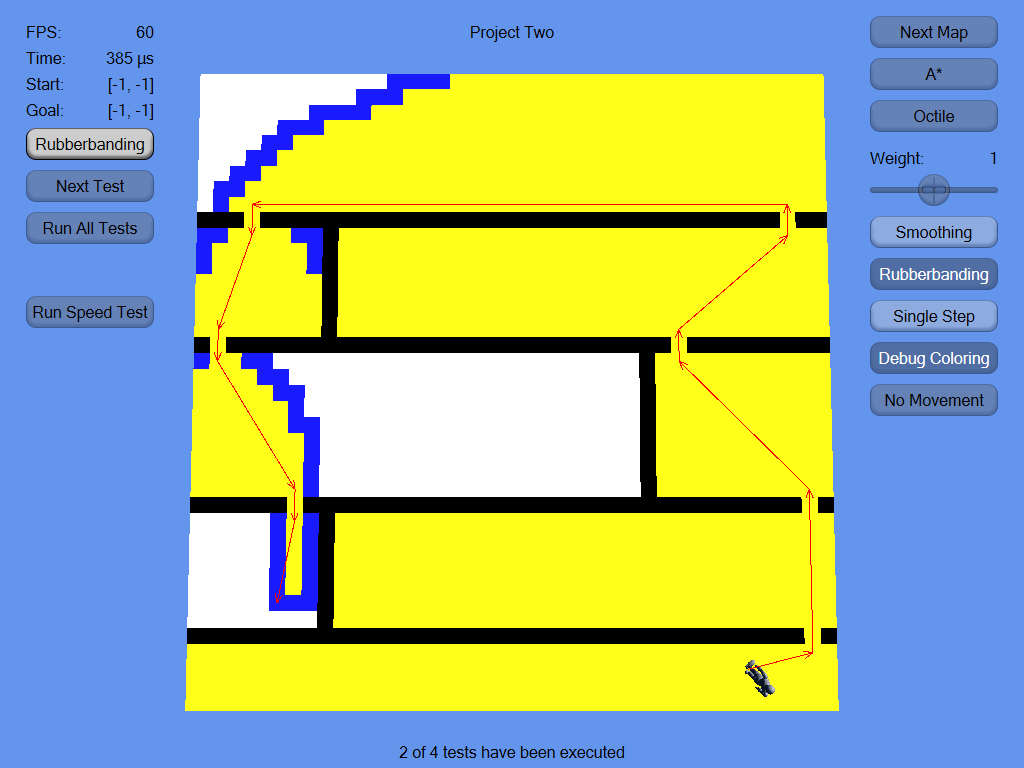 FPS: 60
Time: 385 µs
Start: [-1, -1]
Goal: [-1, -1]
Rubberbanding
Next Test
Run All Tests
Run Speed Test
Project Two
Next Map
A*
Octile
Weight: 1
Smoothing
Rubberbanding
Single Step
Debug Coloring
No Movement
2 of 4 tests have been executed